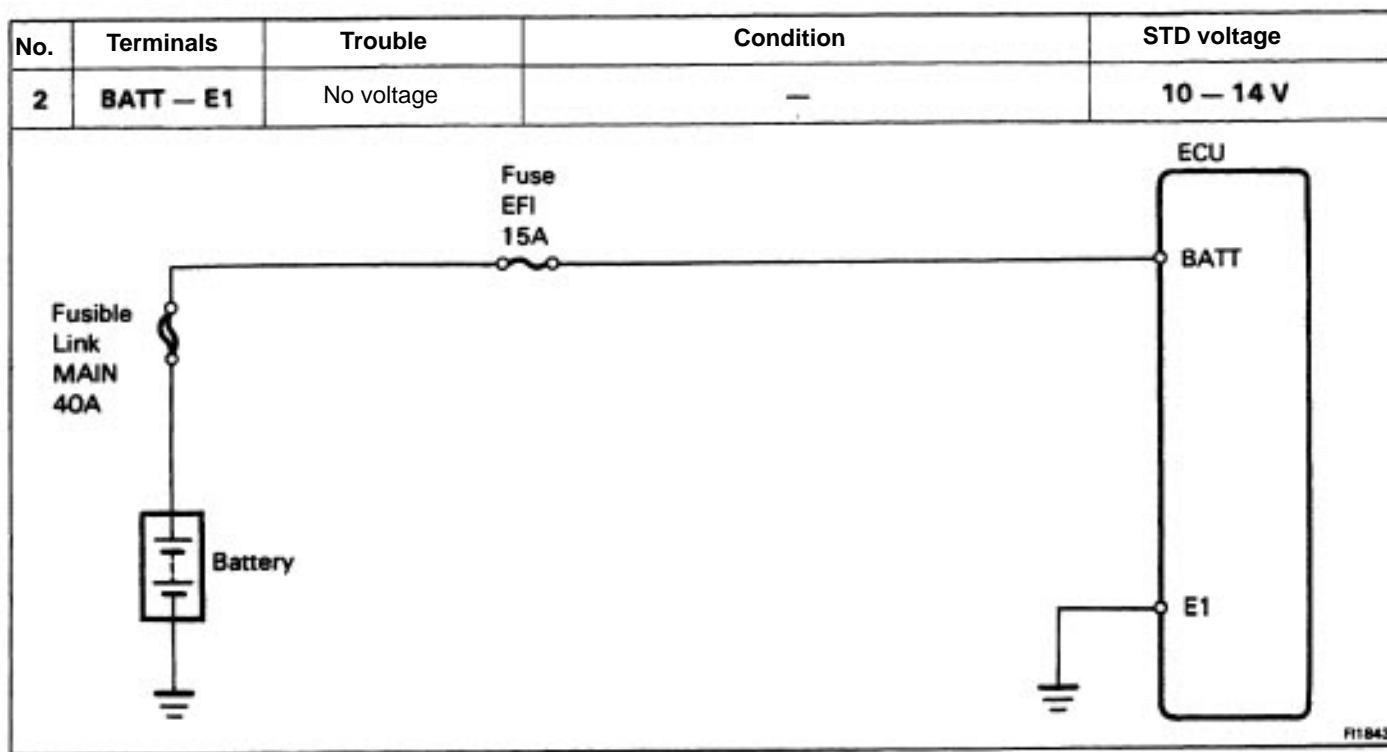 No. Terminals Trouble Condition STD voltage
2 BATT — E1 No voltage — 10 — 14 V
ECU
Fuse
EFI
15A
BATT
Fusible
Link
MAIN
40A
Battery
E1
FI1843